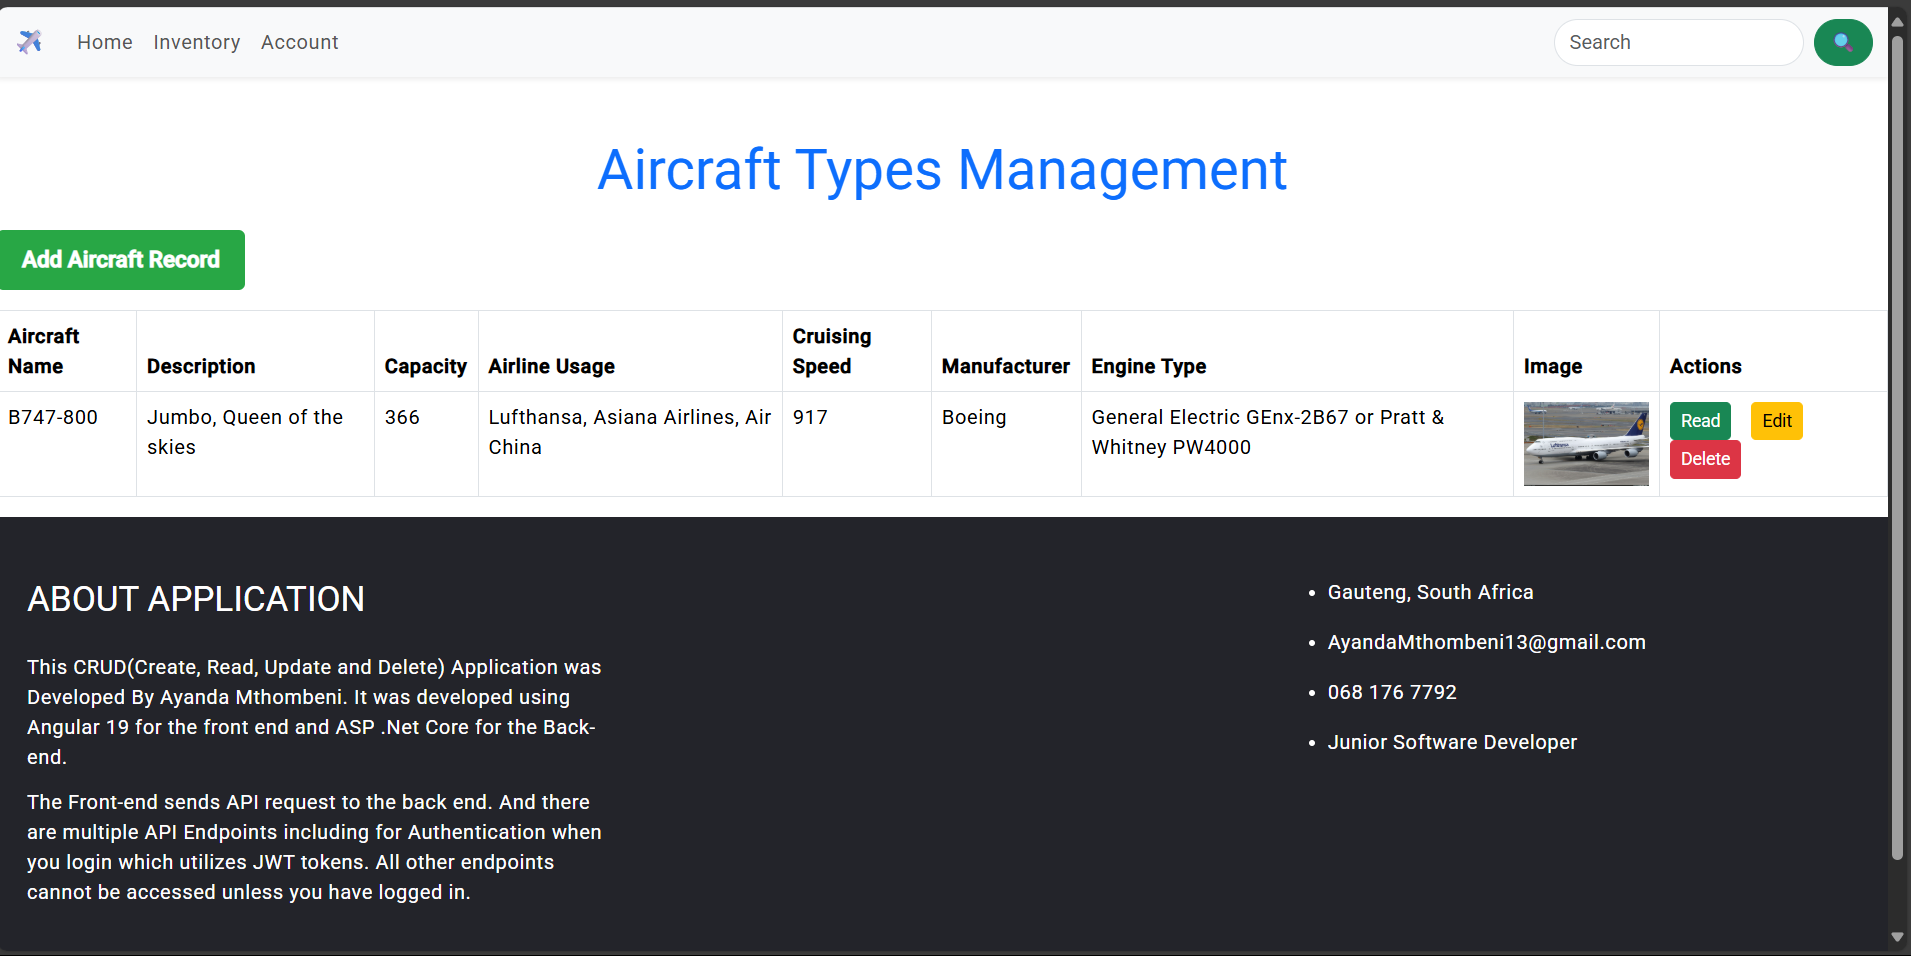 Home Inventory Account Search
Aircraft Types Management
Add Aircraft Record
Aircraft
Name
Description
Capacity
Airline Usage
Cruising
Speed
Manufacturer
Engine Type
Image
Actions
B747-800
Jumbo, Queen of the
skies
366
Lufthansa, Asiana Airlines, Air
China
917
Boeing
General Electric GEnx-2B67 or Pratt &
Whitney PW4000
Lufthansa
Read Edit
Delete
ABOUT APPLICATION
This CRUD(Create, Read, Update and Delete) Application was
Developed By Ayanda Mthombeni. It was developed using
Angular 19 for the front end and ASP .Net Core for the Back-
end.
The Front-end sends API request to the back end. And there
are multiple API Endpoints including for Authentication when
you login which utilizes JWT tokens. All other endpoints
cannot be accessed unless you have logged in.
• Gauteng, South Africa
• AyandaMthombeni13@gmail.com
• 068 176 7792
• Junior Software Developer